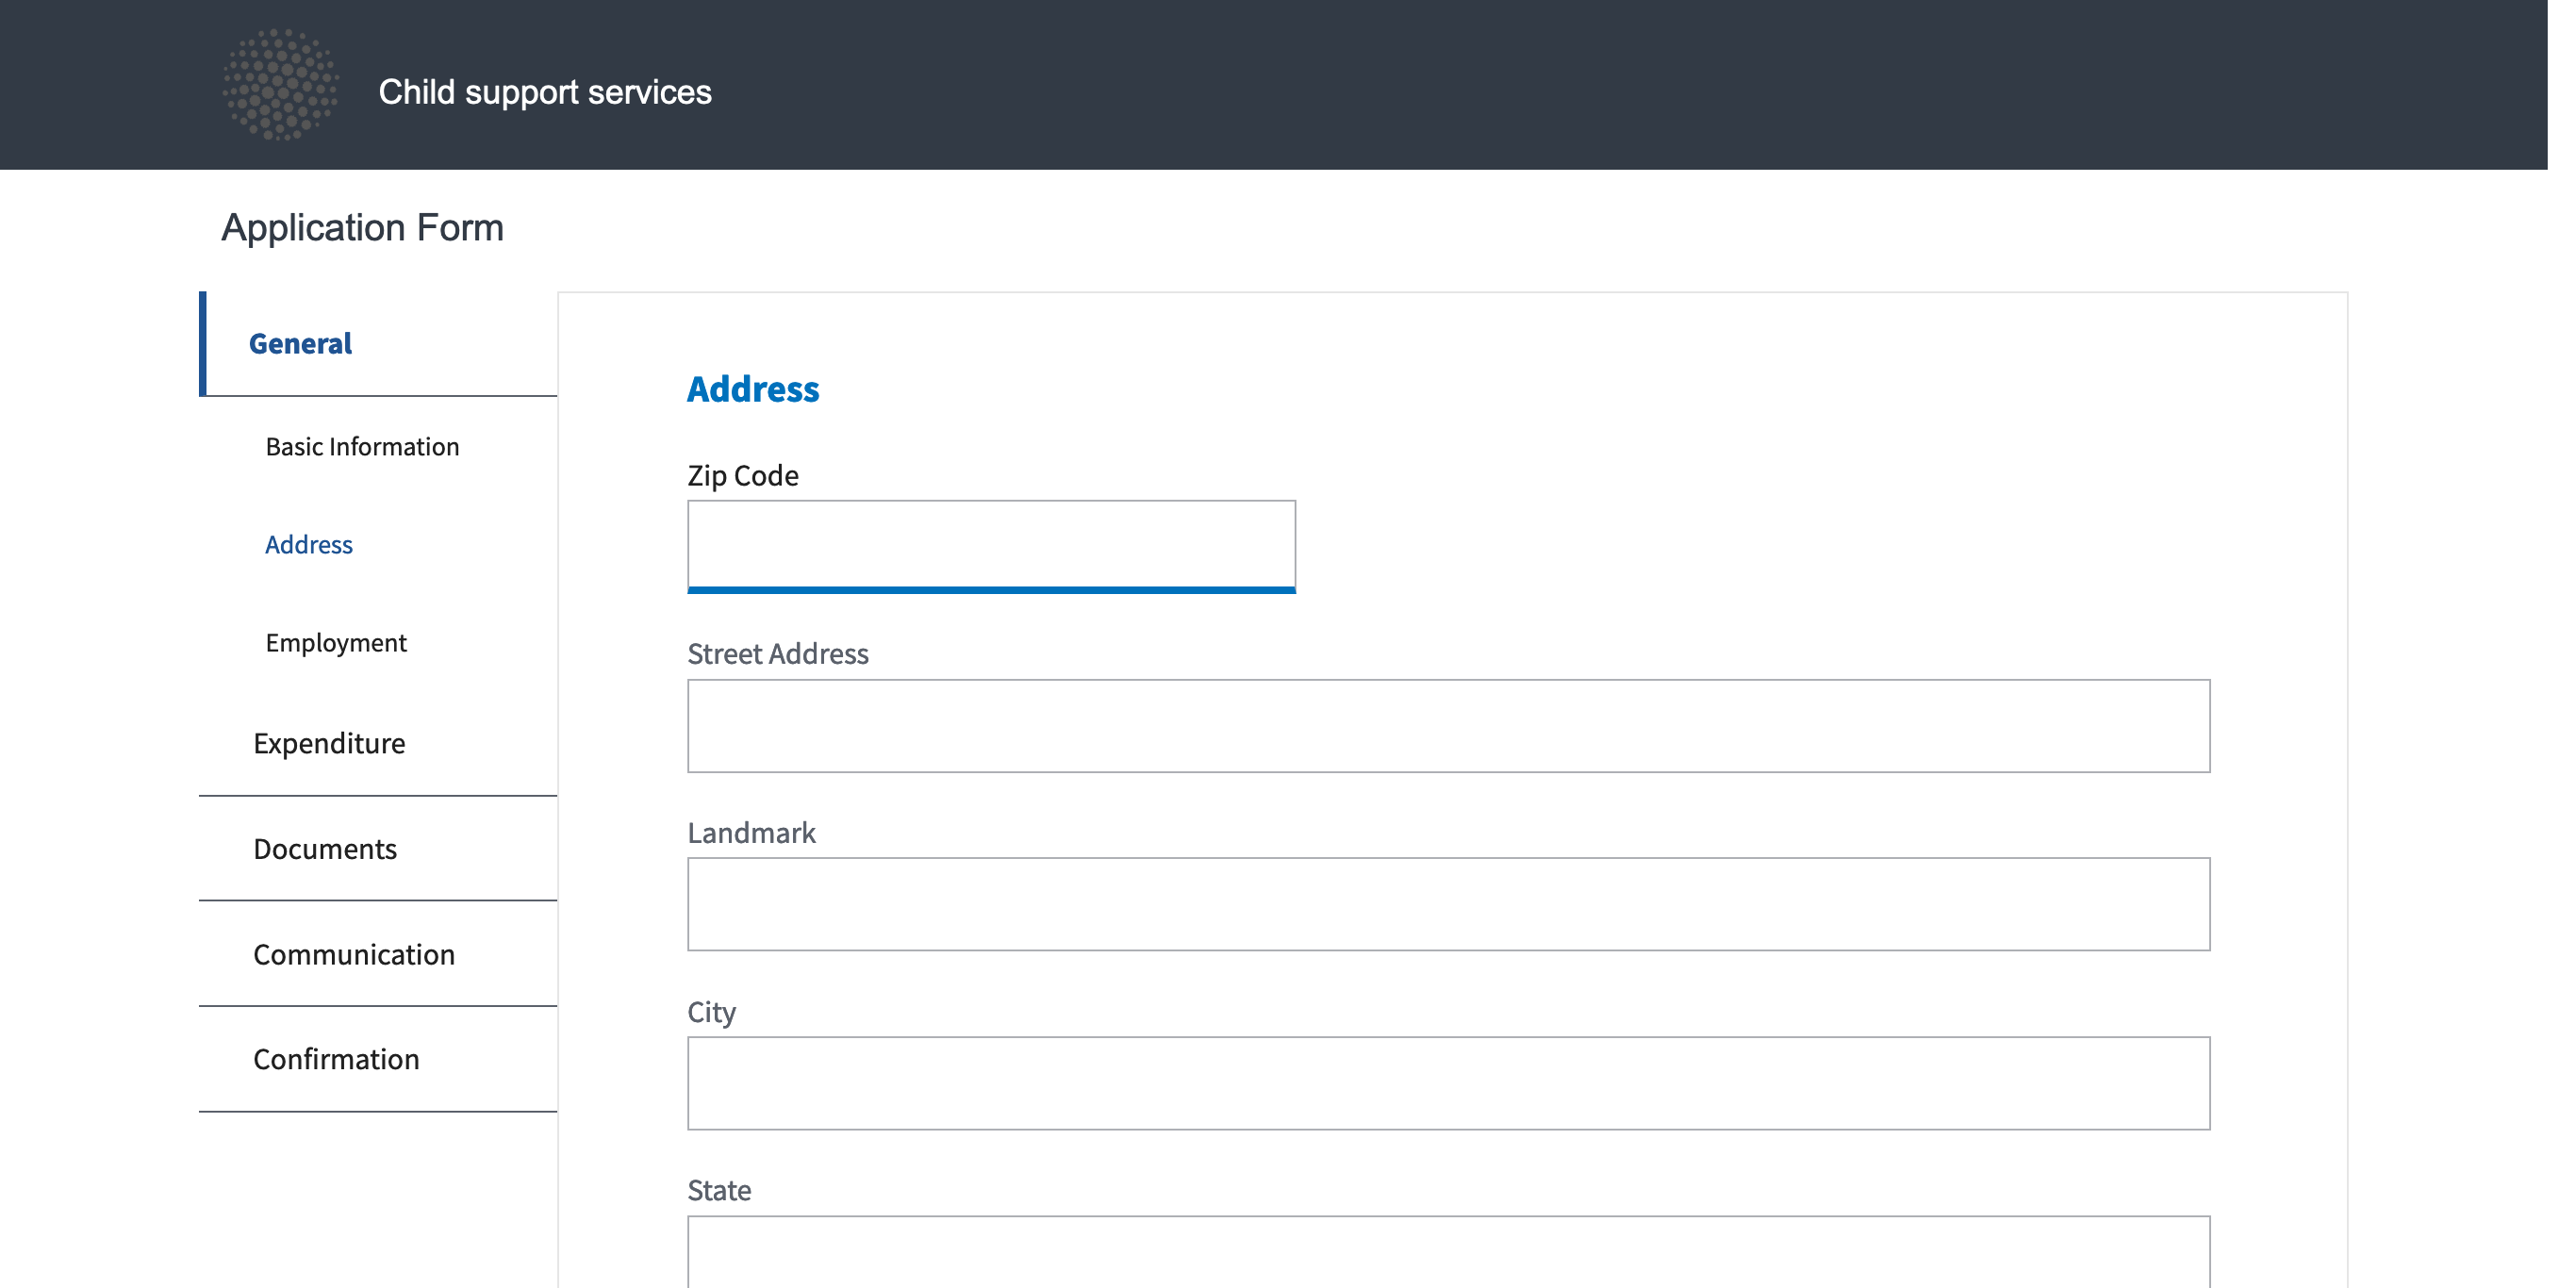 Child support services
Application Form
General
Basic Information
Address
Employment
Expenditure
Documents
Communication
Confirmation
Address
Zip Code
Street Address
Landmark
City
State